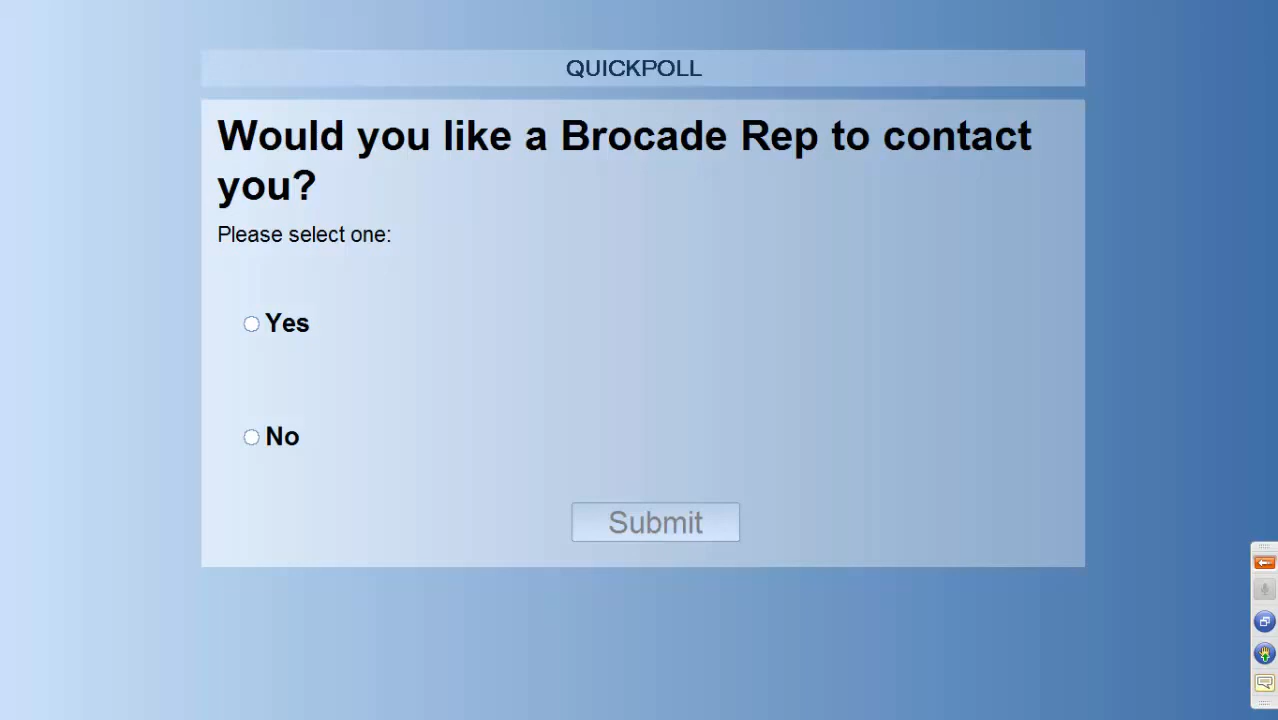 QUICKPOLL
Would you like a Brocade Rep to contact
you?
Please select one:
Yes
No
Submit